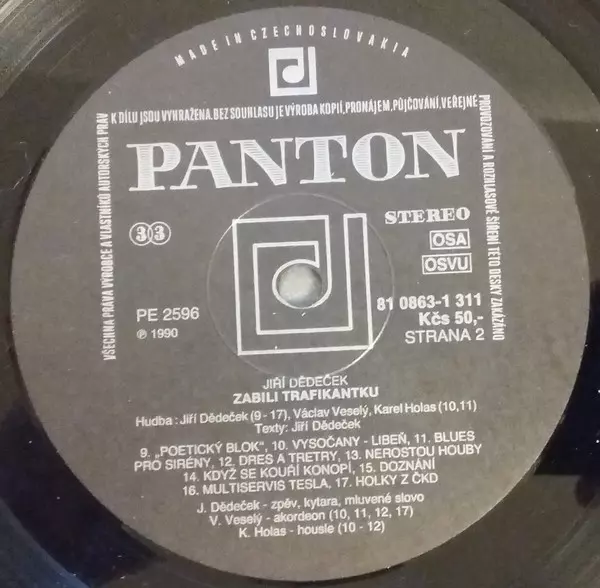 MADE IN CZECHOSLOVAKIA
VŠECHNA PRÁVA VÝROBCE A VLASTNÍKŮ AUTORSKÝCH PRÁV
K DÍLU JSOU VYHRAŽENA. BEZ SOUHLASU JE VÝROBA KOPIÍ, PRONÁJEM, PŮJČOVÁNÍ, VEŘEJNÉ
PROVOZOVÁNÍ A ROZHLASOVÉ ŠÍŘENÍ TÉTO DESKY ZAKÁZÁNO
PANTON
33
STEREO
OSA
OSVU
PE 2596
℗ 1990
81 0863-1 311
Kčs 50,-
STRANA 2
JIŘÍ DĚDEČEK
ZABILI TRAFIKANTKU
Hudba : Jiří Dědeček (9 - 17), Václav Veselý, Karel Holas (10,11)
Texty: Jiří Dědeček
9. „POETICKÝ BLOK", 10. VYSOČANY - LIBEŇ, 11. BLUES
PRO SIRÉNY, 12, DRES A TRETRY, 13. NEROSTOU HOUBY
14. KDYŽ SE KOUŘÍ KONOPÍ, 15. DOZNÁNÍ
16. MULTISERVIS TESLA, 17. HOLKY Z ČKD
J. Dědeček - zpěv, kytara, mluvené slovo
V. Veselý - akordeon (10, 11, 12, 17)
K. Holas - housle (10 - 12)